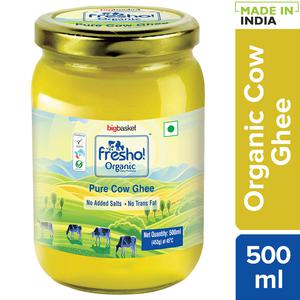 MADE IN
INDIA
bigbasket
fresho!
Organic
Pure Cow Ghee
No Added Salts • No Trans Fat
Net Quantity: 500ml
(452g) at 40°C
Organic Cow
Ghee
500
ml